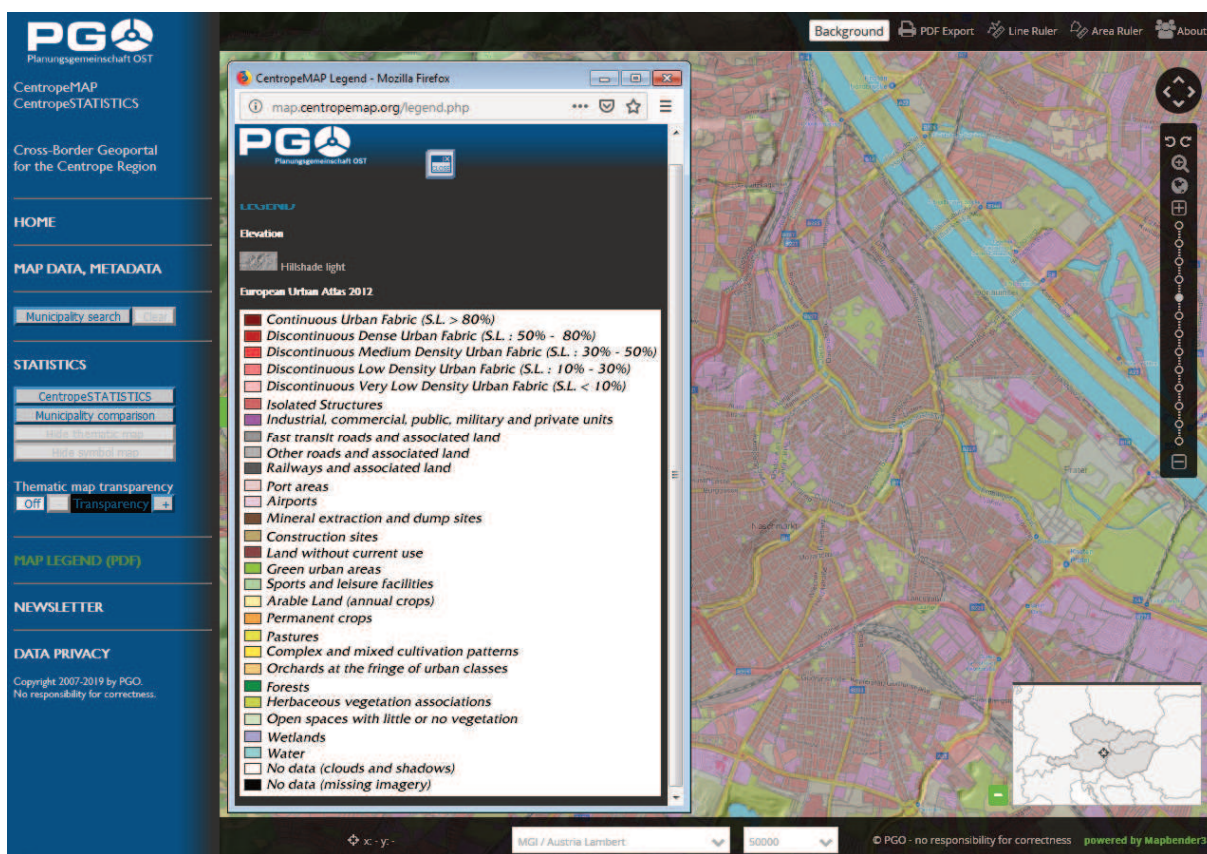 PGO
Planungsgemeinschaft OST
CentropeMAP
CentropeSTATISTICS
Cross-Border Geoportal
for the Centrope Region
HOME
MAP DATA, METADATA
Municipality search Clear
STATISTICS
CentropeSTATISTICS
Municipality comparison
Hide thematic map
Hide symbol map
Thematic map transparency
Off - Transparency +
MAP LEGEND (PDF)
NEWSLETTER
DATA PRIVACY
Copyright 2007-2019 by PGO.
No responsibility for correctness.
Background PDF Export Line Ruler Area Ruler About
CentropeMAP Legend - Mozilla Firefox
map.centropemap.org/legend.php
PGO
Planungsgemeinschaft OST
CLOSE
LEGEND
Elevation
Hillshade light
European Urban Atlas 2012
Continuous Urban Fabric (S.L. > 80%)
Discontinuous Dense Urban Fabric (S.L. : 50% - 80%)
Discontinuous Medium Density Urban Fabric (S.L. : 30% - 50%)
Discontinuous Low Density Urban Fabric (S.L. : 10% - 30%)
Discontinuous Very Low Density Urban Fabric (S.L. < 10%)
Isolated Structures
Industrial, commercial, public, military and private units
Fast transit roads and associated land
Other roads and associated land
Railways and associated land
Port areas
Airports
Mineral extraction and dump sites
Construction sites
Land without current use
Green urban areas
Sports and leisure facilities
Arable Land (annual crops)
Permanent crops
Pastures
Complex and mixed cultivation patterns
Orchards at the fringe of urban classes
Forests
Herbaceous vegetation associations
Open spaces with little or no vegetation
Wetlands
Water
No data (clouds and shadows)
No data (missing imagery)
Prater
Naschmarkt
x: - y: -
MGI / Austria Lambert
50000
© PGO - no responsibility for correctness powered by Mapbender3